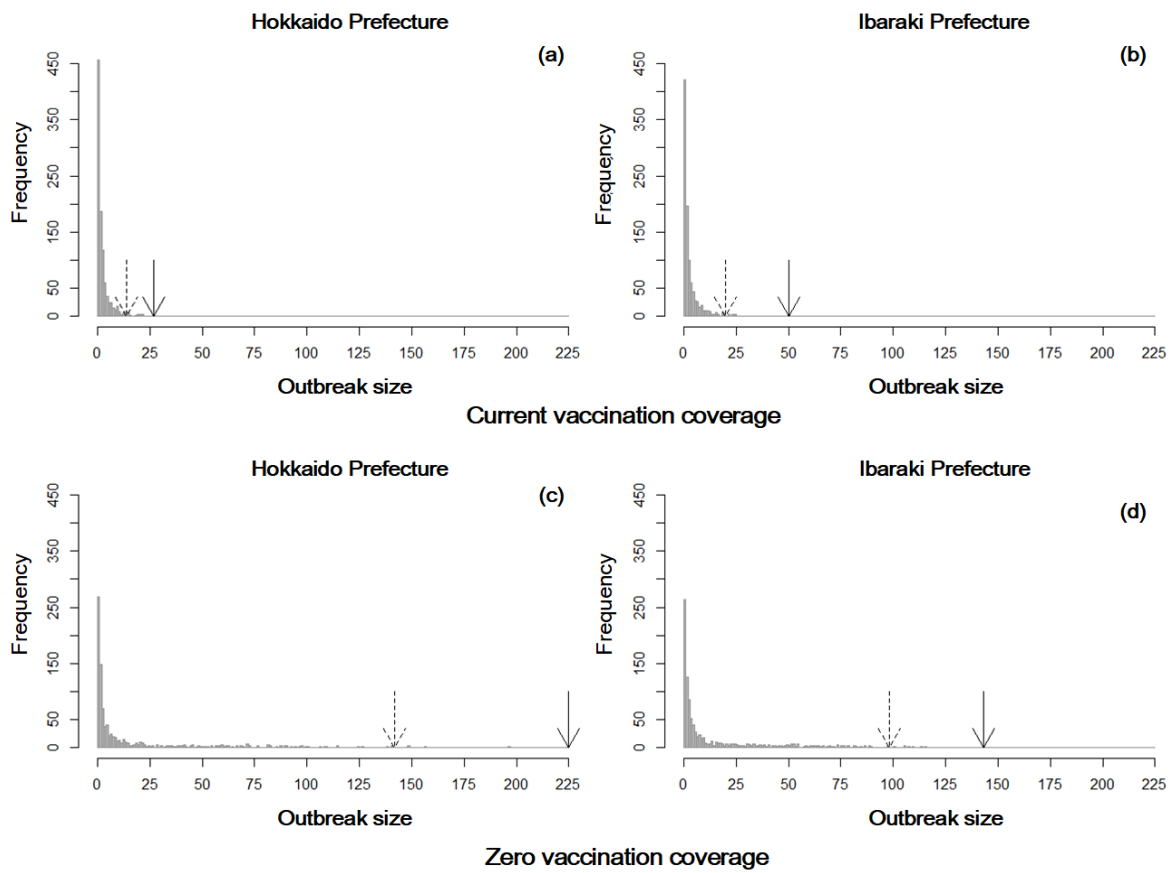 Hokkaido Prefecture
Ibaraki Prefecture
(a)
(b)
Frequency
450
350
250
150
50
0
0 25 50 75 100 125 150 175 200 225
Outbreak size
Frequency
450
350
250
150
50
0
0 25 50 75 100 125 150 175 200 225
Outbreak size
Current vaccination coverage
Hokkaido Prefecture
Ibaraki Prefecture
(c)
(d)
Frequency
450
350
250
150
50
0
0 25 50 75 100 125 150 175 200 225
Outbreak size
Frequency
450
350
250
150
50
0
0 25 50 75 100 125 150 175 200 225
Outbreak size
Zero vaccination coverage